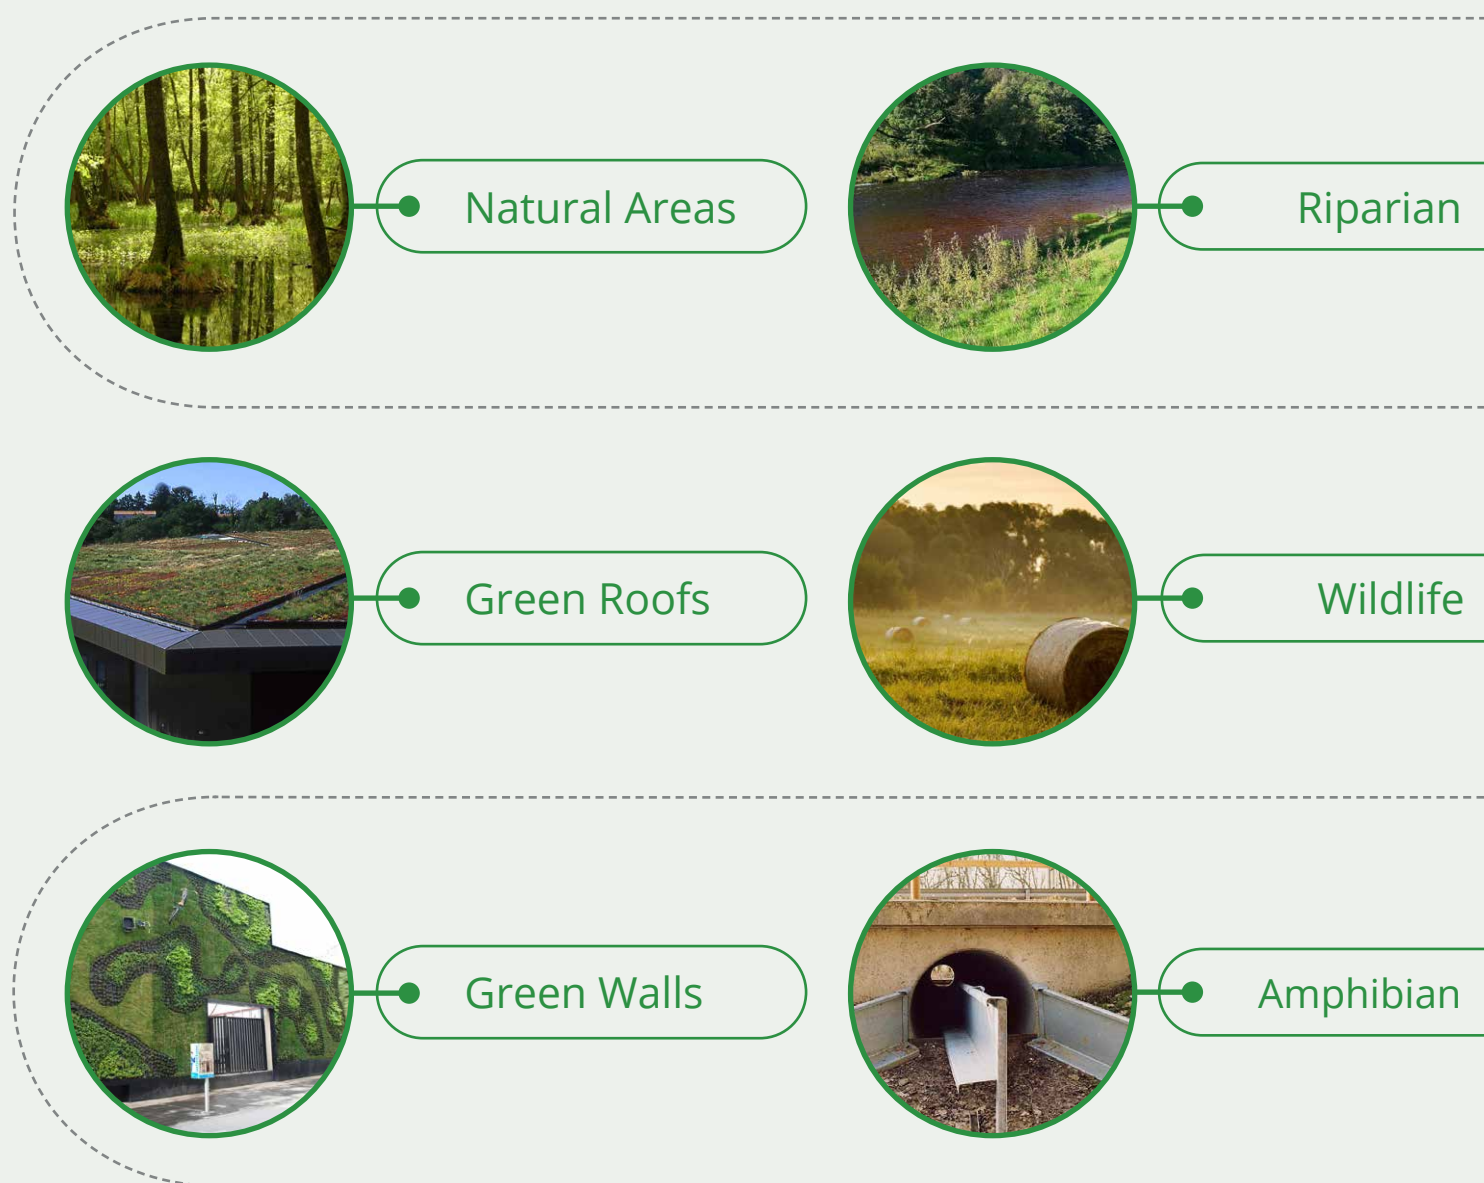 Natural Areas
Riparian
Green Roofs
Wildlife
Green Walls
Amphibian